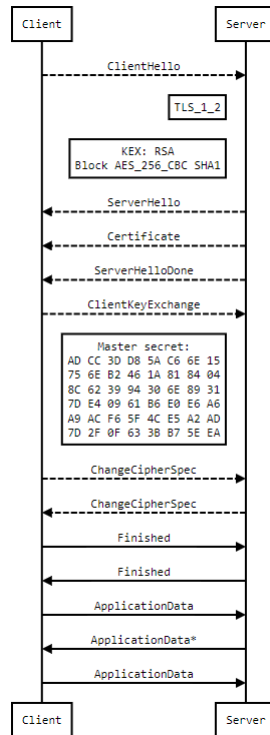 Client Server
ClientHello
TLS_1_2
KEX: RSA
Block AES_256_CBC SHA1
ServerHello
Certificate
ServerHelloDone
ClientKeyExchange
Master secret:
AD CC 3D D8 5A C6 6E 15
75 6E B2 46 1A 81 84 04
8C 62 39 94 30 6E 89 31
7D E4 09 61 B6 E0 E6 A6
A9 AC F6 5F 4C E5 A2 AD
7D 2F 0F 63 3B B7 5E EA
ChangeCipherSpec
ChangeCipherSpec
Finished
Finished
ApplicationData
ApplicationData*
ApplicationData
Client Server